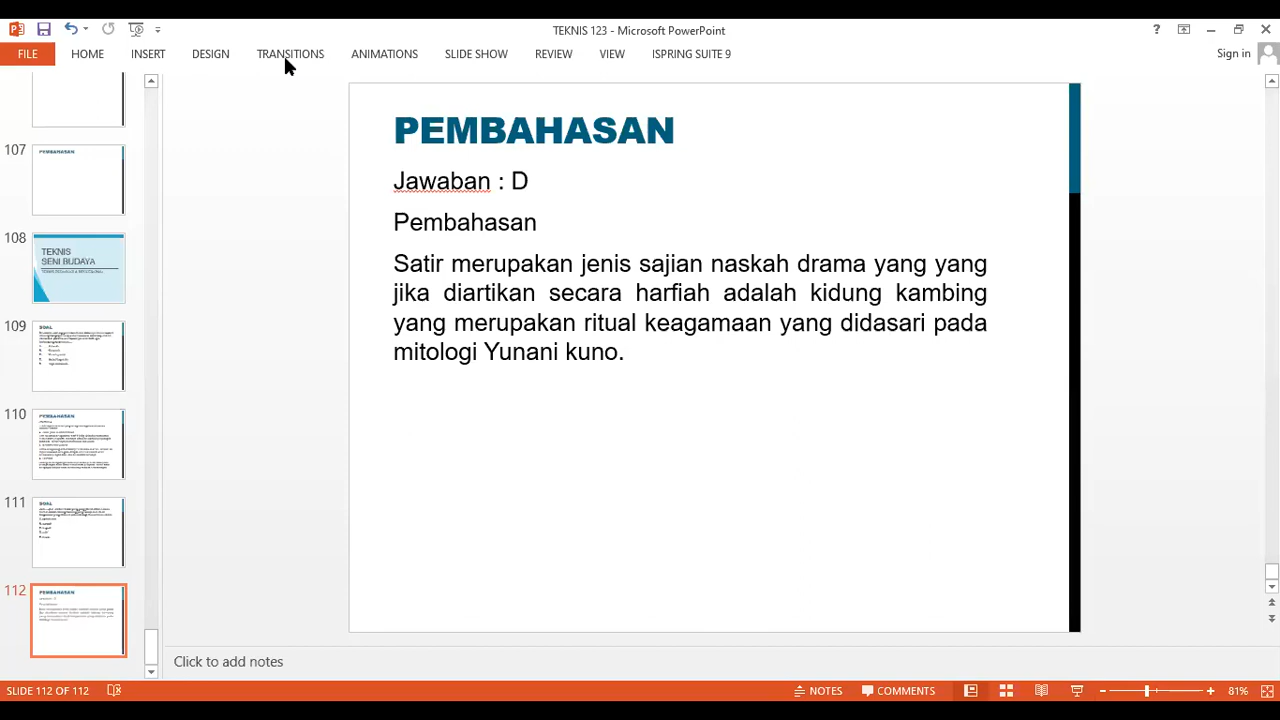 TEKNIS 123 - Microsoft PowerPoint
?
FILE HOME INSERT DESIGN TRANSITIONS ANIMATIONS SLIDE SHOW REVIEW VIEW ISPRING SUITE 9 Sign in
107
PEMBAHASAN
108
TEKNIS
SENI BUDAYA
109
SOAL
110
PEMBAHASAN
111
SOAL
112
PEMBAHASAN
PEMBAHASAN
Jawaban : D
Pembahasan
Satir merupakan jenis sajian naskah drama yang yang
jika diartikan secara harfiah adalah kidung kambing
yang merupakan ritual keagamaan yang didasari pada
mitologi Yunani kuno.
Click to add notes
SLIDE 112 OF 112 NOTES COMMENTS 81%